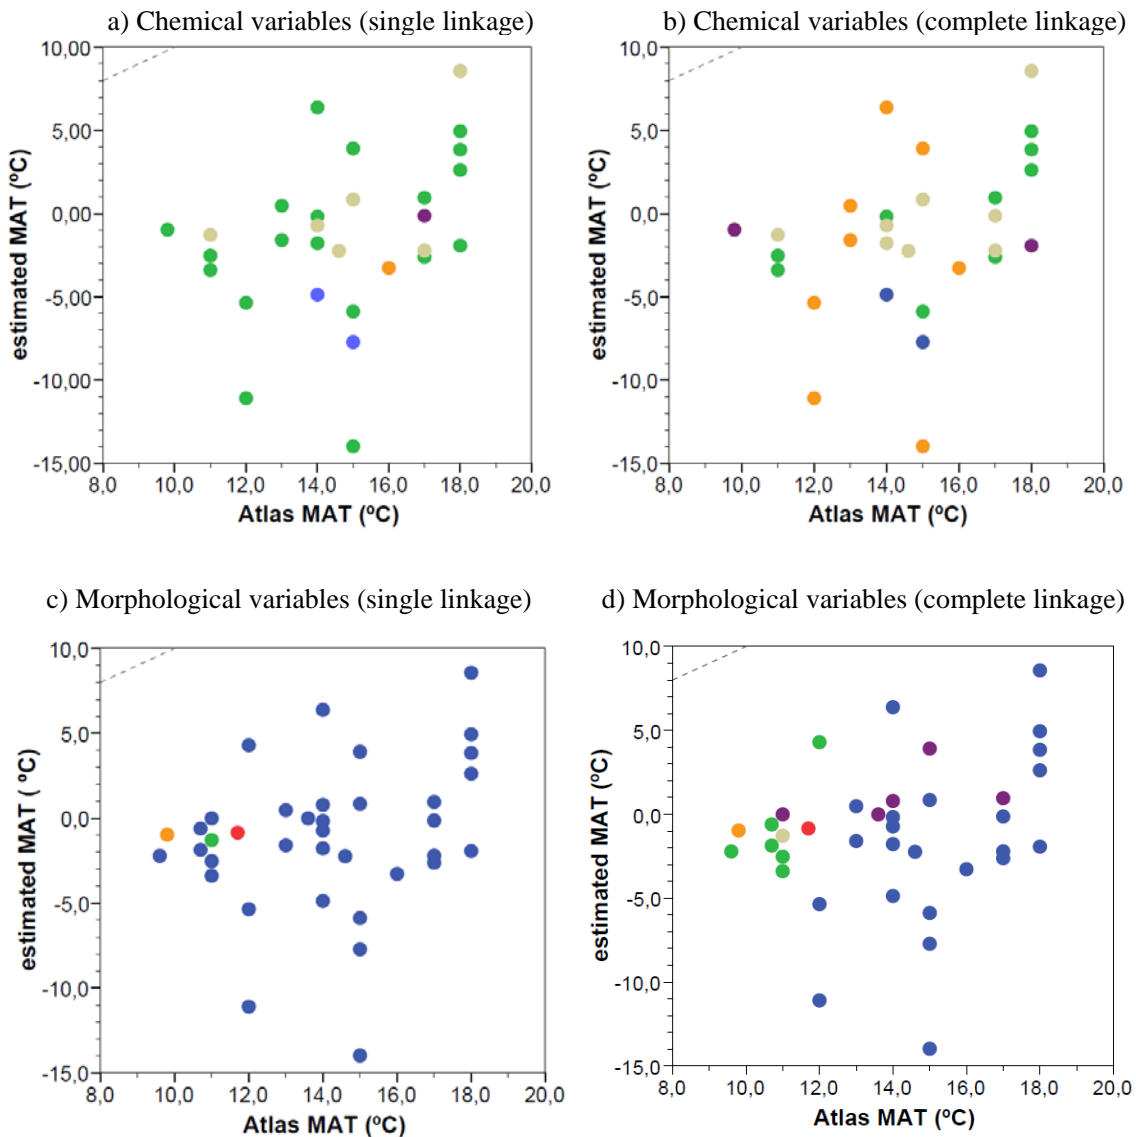 a) Chemical variables (single linkage)
b) Chemical variables (complete linkage)
10,00
5,00
0,00
-5,00
-10,00
-15,00
estimated MAT (ºC)
8,0 10,0 12,0 14,0 16,0 18,0 20,0
Atlas MAT (ºC)
10,0
5,0
0,0
-5,0
-10,0
-15,0
estimated MAT (ºC)
8,0 10,0 12,0 14,0 16,0 18,0 20,0
Atlas MAT (ºC)
c) Morphological variables (single linkage)
d) Morphological variables (complete linkage)
10,0
5,0
0,0
-5,0
-10,0
-15,0
estimated MAT ( ºC)
8,0 10,0 12,0 14,0 16,0 18,0 20,0
Atlas MAT (ºC)
10,0
5,0
0,0
-5,0
-10,0
-15,0
estimated MAT (ºC)
8,0 10,0 12,0 14,0 16,0 18,0 20,0
Atlas MAT (ºC)